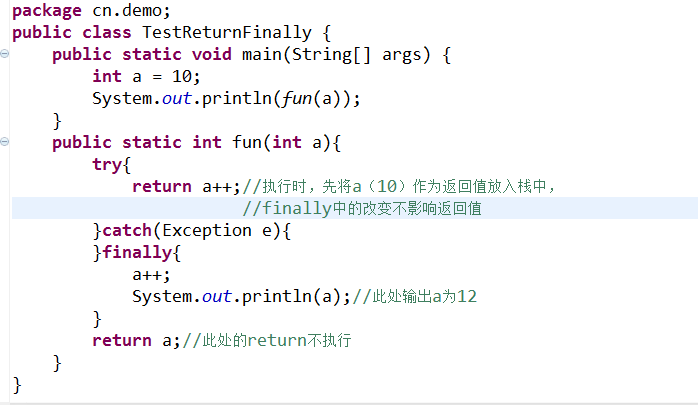 package cn.demo;
public class TestReturnFinally {
public static void main(String[] args) {
int a = 10;
System.out.println(fun(a));
}
public static int fun(int a){
try{
return a++;//执行时，先将a（10）作为返回值放入栈中，
//finally中的改变不影响返回值
}catch(Exception e){
}finally{
a++;
System.out.println(a);//此处输出a为12
}
return a;//此处的return不执行
}
}